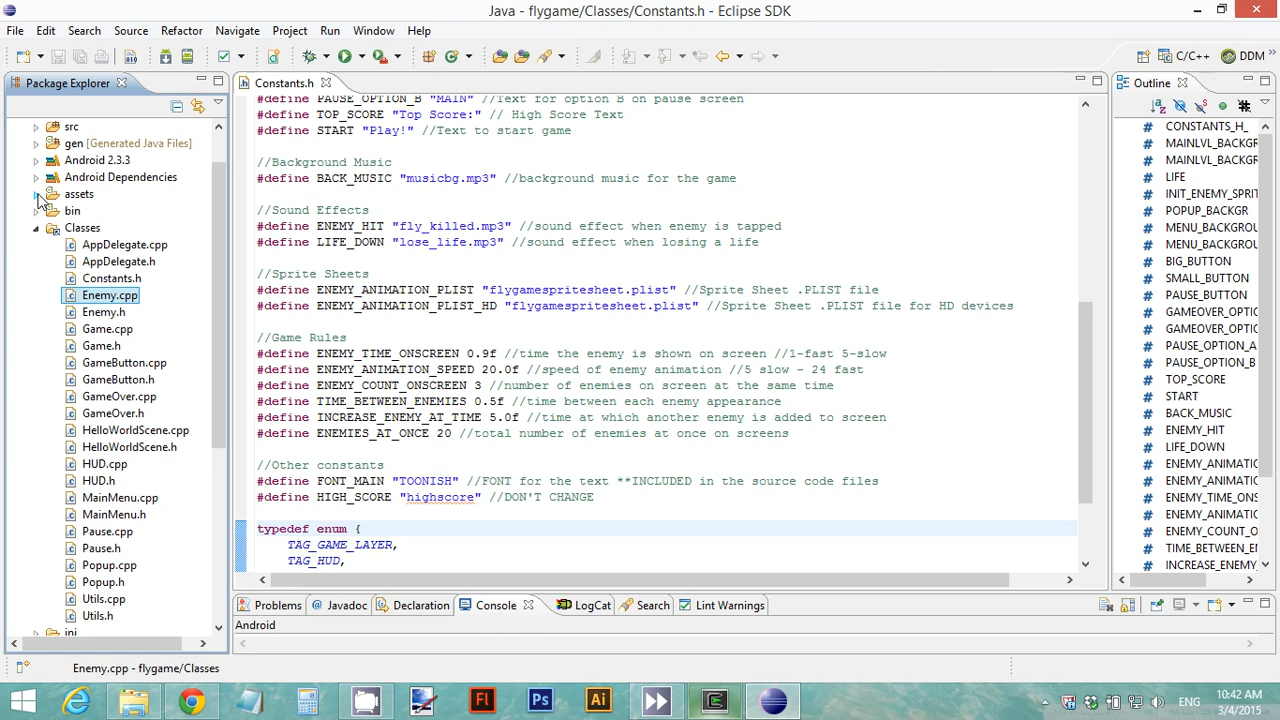 Java - flygame/Classes/Constants.h - Eclipse SDK
File Edit Search Source Refactor Navigate Project Run Window Help
C/C++ DDM »
Package Explorer
src
gen [Generated Java Files]
Android 2.3.3
Android Dependencies
assets
bin
Classes
AppDelegate.cpp
AppDelegate.h
Constants.h
Enemy.cpp
Enemy.h
Game.cpp
Game.h
GameButton.cpp
GameButton.h
GameOver.cpp
GameOver.h
HelloWorldScene.cpp
HelloWorldScene.h
HUD.cpp
HUD.h
MainMenu.cpp
MainMenu.h
Pause.cpp
Pause.h
Popup.cpp
Popup.h
Utils.cpp
Utils.h
Constants.h
#define PAUSE_OPTION_B "MAIN" //Text for option B on pause screen
#define TOP_SCORE "Top Score:" // High Score Text
#define START "Play!" //Text to start game
//Background Music
#define BACK_MUSIC "musicbg.mp3" //background music for the game
//Sound Effects
#define ENEMY_HIT "fly_killed.mp3" //sound effect when enemy is tapped
#define LIFE_DOWN "lose_life.mp3" //sound effect when losing a life
//Sprite Sheets
#define ENEMY_ANIMATION_PLIST "flygamespritesheet.plist" //Sprite Sheet .PLIST file
#define ENEMY_ANIMATION_PLIST_HD "flygamespritesheet.plist" //Sprite Sheet .PLIST file for HD devices
//Game Rules
#define ENEMY_TIME_ONSCREEN 0.9f //time the enemy is shown on screen //1-fast 5-slow
#define ENEMY_ANIMATION_SPEED 20.0f //speed of enemy animation //5 slow - 24 fast
#define ENEMY_COUNT_ONSCREEN 3 //number of enemies on screen at the same time
#define TIME_BETWEEN_ENEMIES 0.5f //time between each enemy appearance
#define INCREASE_ENEMY_AT_TIME 5.0f //time at which another enemy is added to screen
#define ENEMIES_AT_ONCE 20 //total number of enemies at once on screens
//Other constants
#define FONT_MAIN "TOONISH" //FONT for the text **INCLUDED in the source code files
#define HIGH_SCORE "highscore" //DON'T CHANGE
typedef enum {
TAG_GAME_LAYER,
TAG_HUD,
Outline
CONSTANTS_H_
MAINLVL_BACKGR
MAINLVL_BACKGR
LIFE
INIT_ENEMY_SPRIT
POPUP_BACKGR
MENU_BACKGROU
MENU_BACKGROU
BIG_BUTTON
SMALL_BUTTON
PAUSE_BUTTON
GAMEOVER_OPTIC
GAMEOVER_OPTIC
PAUSE_OPTION_A
PAUSE_OPTION_B
TOP_SCORE
START
BACK_MUSIC
ENEMY_HIT
LIFE_DOWN
ENEMY_ANIMATIO
ENEMY_ANIMATIO
ENEMY_TIME_ONS
ENEMY_ANIMATIO
ENEMY_COUNT_O
TIME_BETWEEN_EN
INCREASE_ENEMY_
Problems Javadoc Declaration Console LogCat Search Lint Warnings
Android
Enemy.cpp - flygame/Classes
Fl Ps Ai
ENG
10:42 AM
3/4/2015